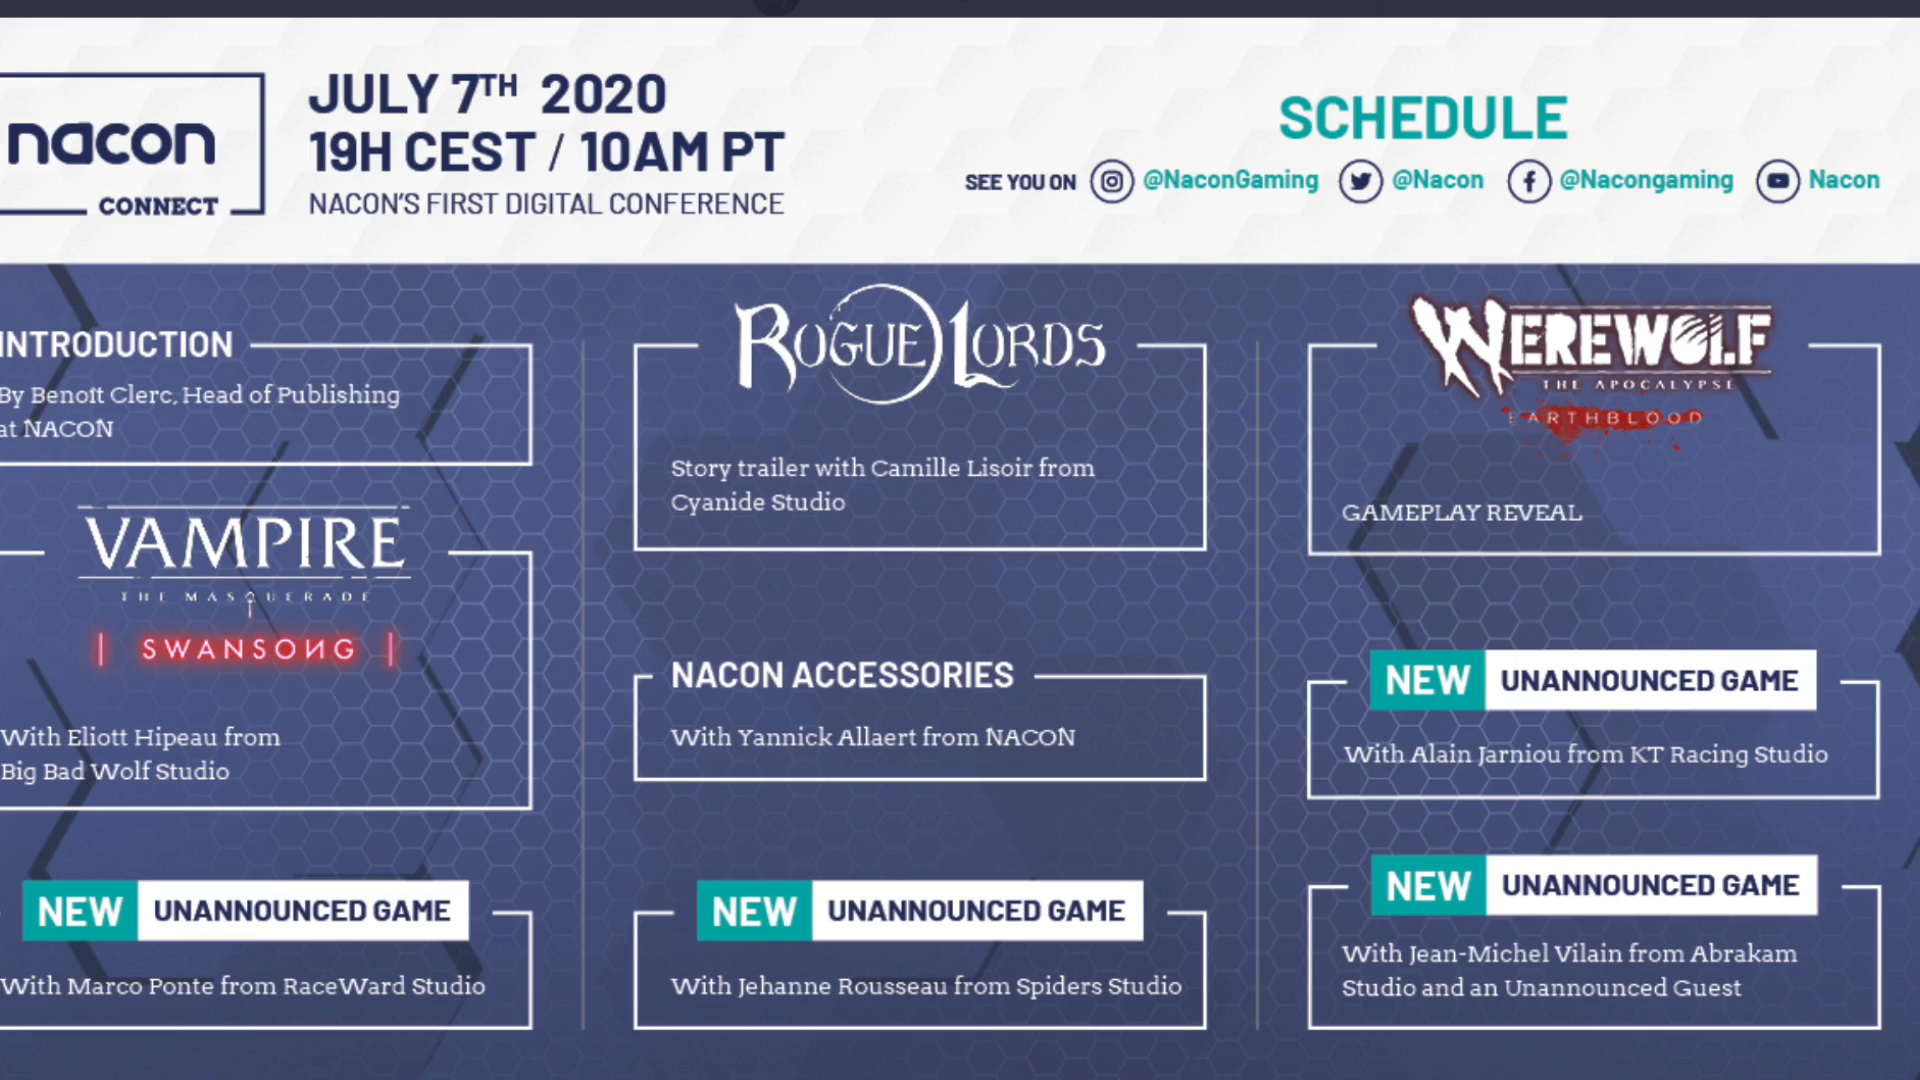 nacon
CONNECT
JULY 7TH 2020
19H CEST / 10AM PT
NACON'S FIRST DIGITAL CONFERENCE
SCHEDULE
SEE YOU ON @NaconGaming @Nacon @Nacongaming Nacon
INTRODUCTION
By Benoît Clerc, Head of Publishing
at NACON
VAMPIRE
THE MASQUERADE
SWANSONG
With Eliott Hipeau from
Big Bad Wolf Studio
NEW UNANNOUNCED GAME
With Marco Ponte from RaceWard Studio
ROGUE LORDS
Story trailer with Camille Lisoir from
Cyanide Studio
NACON ACCESSORIES
With Yannick Allaert from NACON
NEW UNANNOUNCED GAME
With Jehanne Rousseau from Spiders Studio
WEREWOLF
THE APOCALYPSE
EARTHBLOOD
GAMEPLAY REVEAL
NEW UNANNOUNCED GAME
With Alain Jarniou from KT Racing Studio
NEW UNANNOUNCED GAME
With Jean-Michel Vilain from Abrakam
Studio and an Unannounced Guest